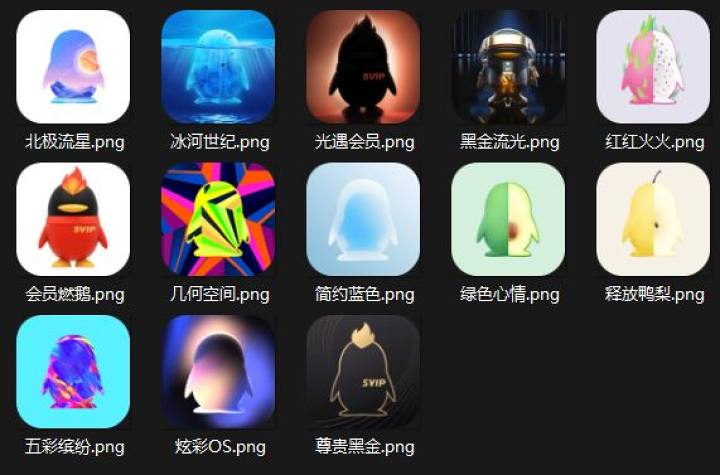 SVIP
北极流星.png
冰河世纪.png
光遇会员.png
黑金流光.png
红红火火.png
SVIP
会员燃鹅.png
几何空间.png
简约蓝色.png
绿色心情.png
释放鸭梨.png
SVIP
五彩缤纷.png
炫彩OS.png
尊贵黑金.png